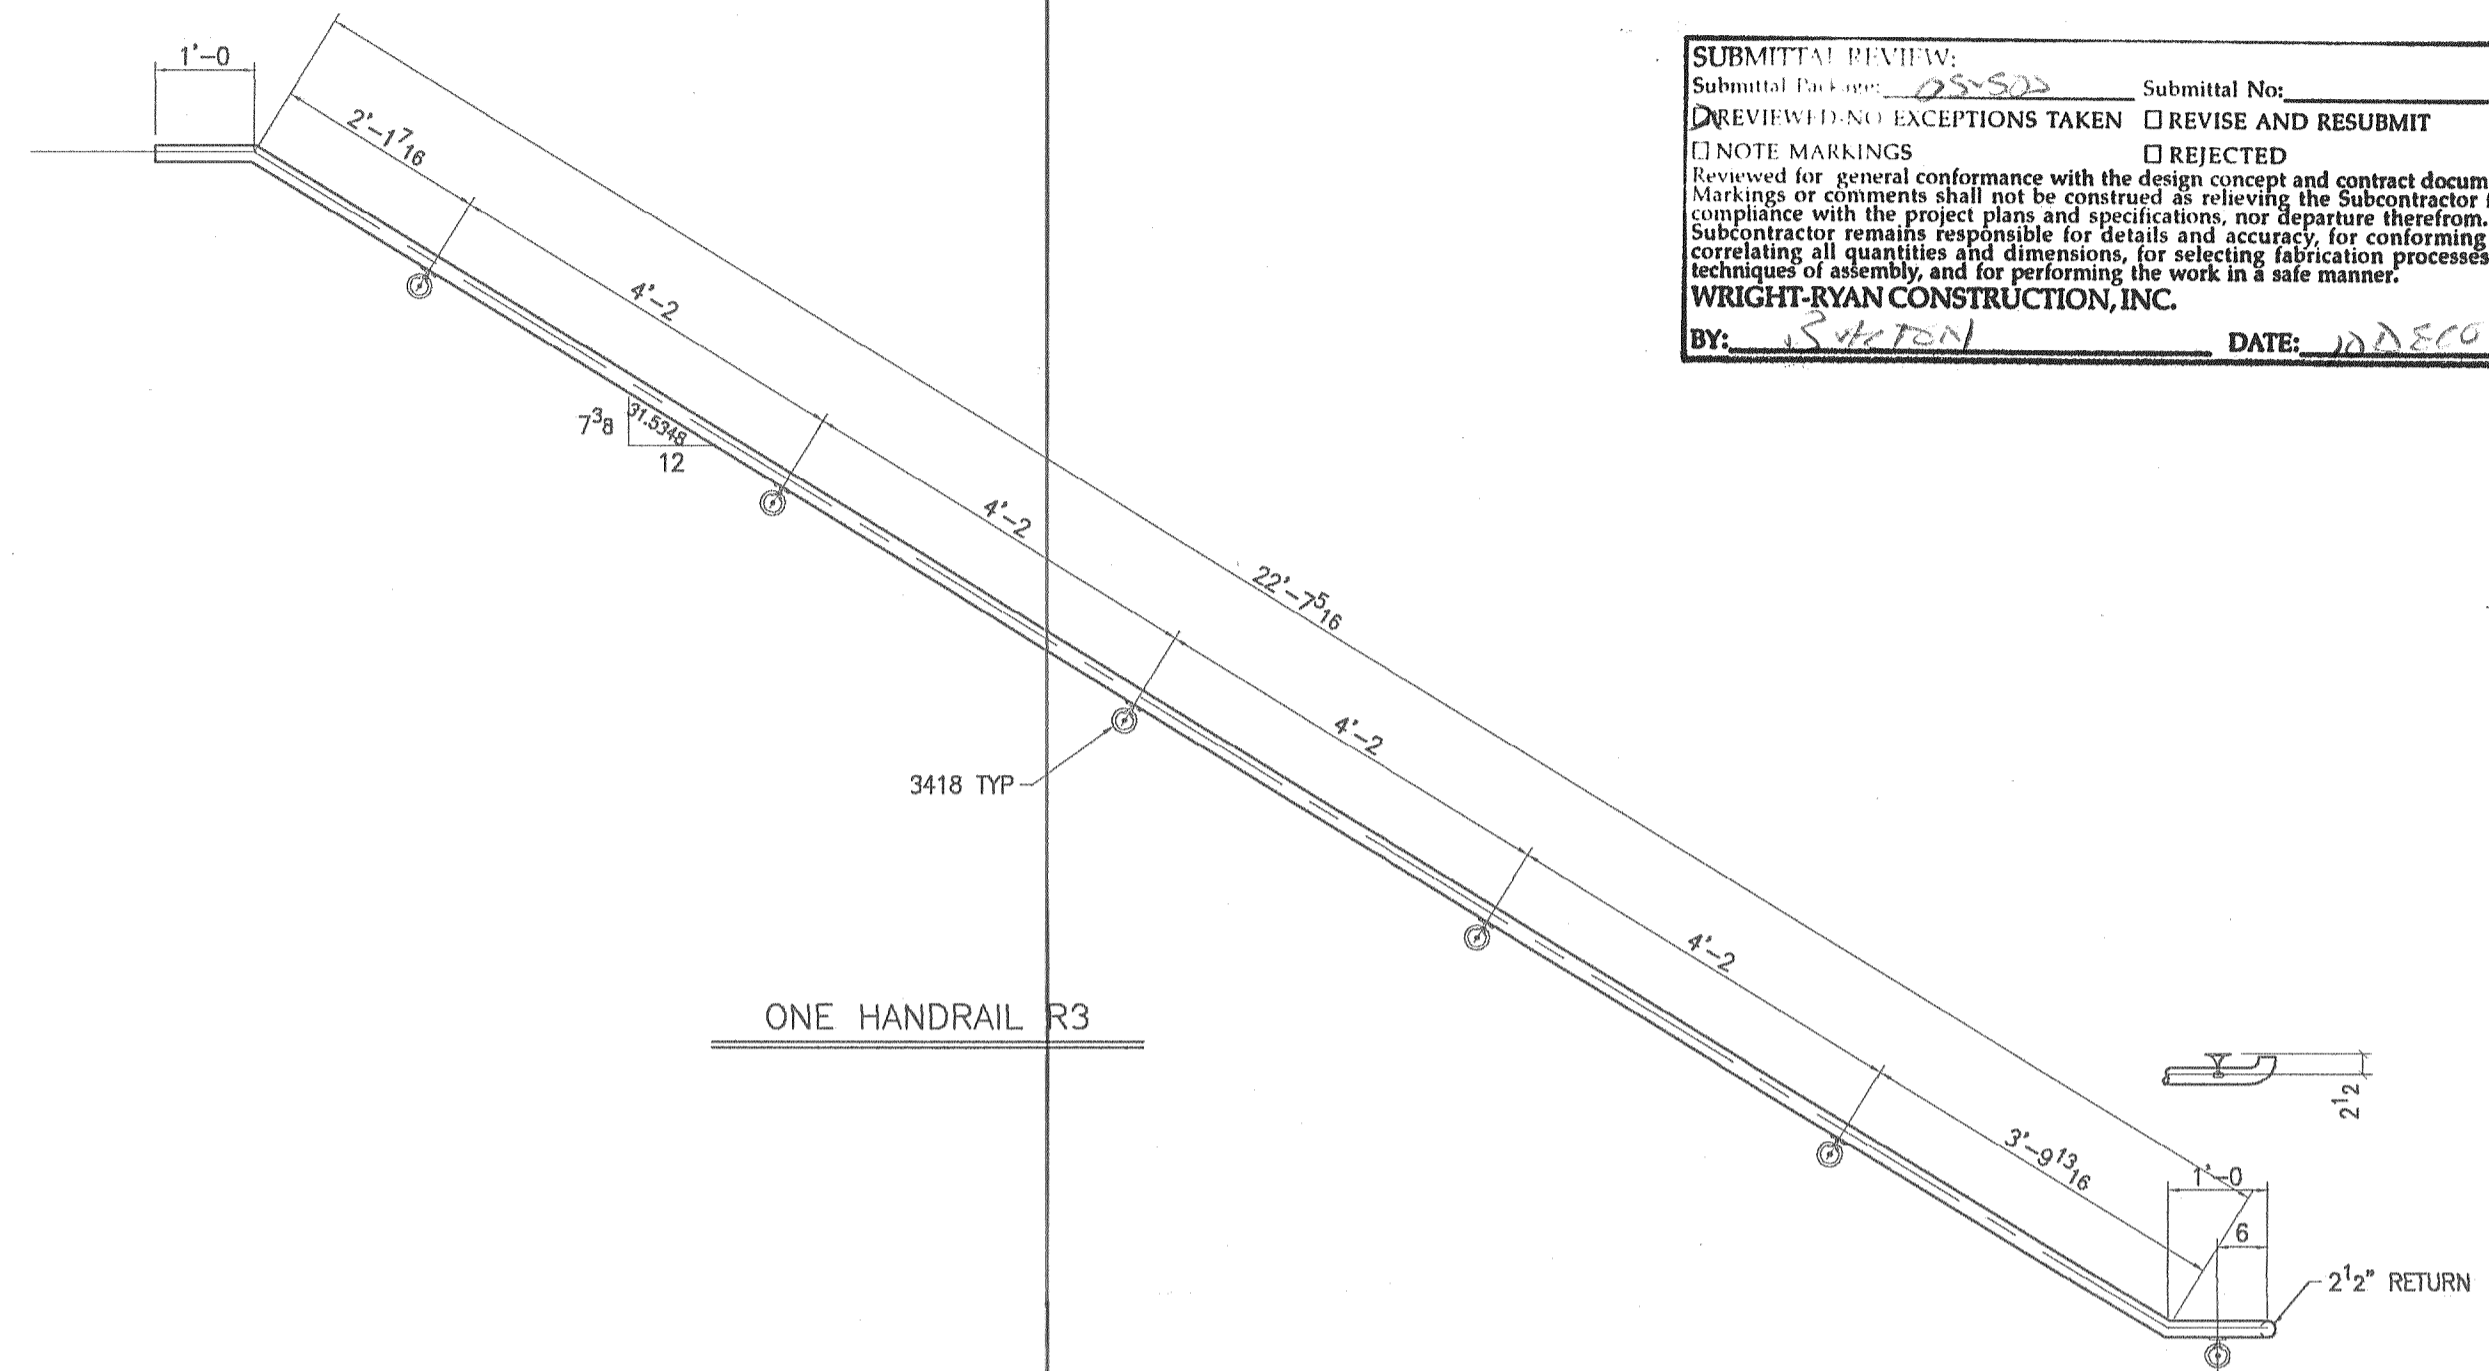 1'-0
2'-1 7/16
4'-2
4'-2
22'-7 5/16
4'-2
4'-2
3'-9 13/16
7 3/8
31.5348
12
3418 TYP
ONE HANDRAIL R3
2 1/2
1'-0
6
2 1/2" RETURN
SUBMITTAL REVIEW:
Submittal Package: Submittal No:
REVIEWED-NO EXCEPTIONS TAKEN ☐ REVISE AND RESUBMIT
☐ NOTE MARKINGS ☐ REJECTED
Reviewed for general conformance with the design concept and contract docum
Markings or comments shall not be construed as relieving the Subcontractor
compliance with the project plans and specifications, nor departure therefrom.
Subcontractor remains responsible for details and accuracy, for conforming
correlating all quantities and dimensions, for selecting fabrication processes
techniques of assembly, and for performing the work in a safe manner.
WRIGHT-RYAN CONSTRUCTION, INC.
BY: DATE: